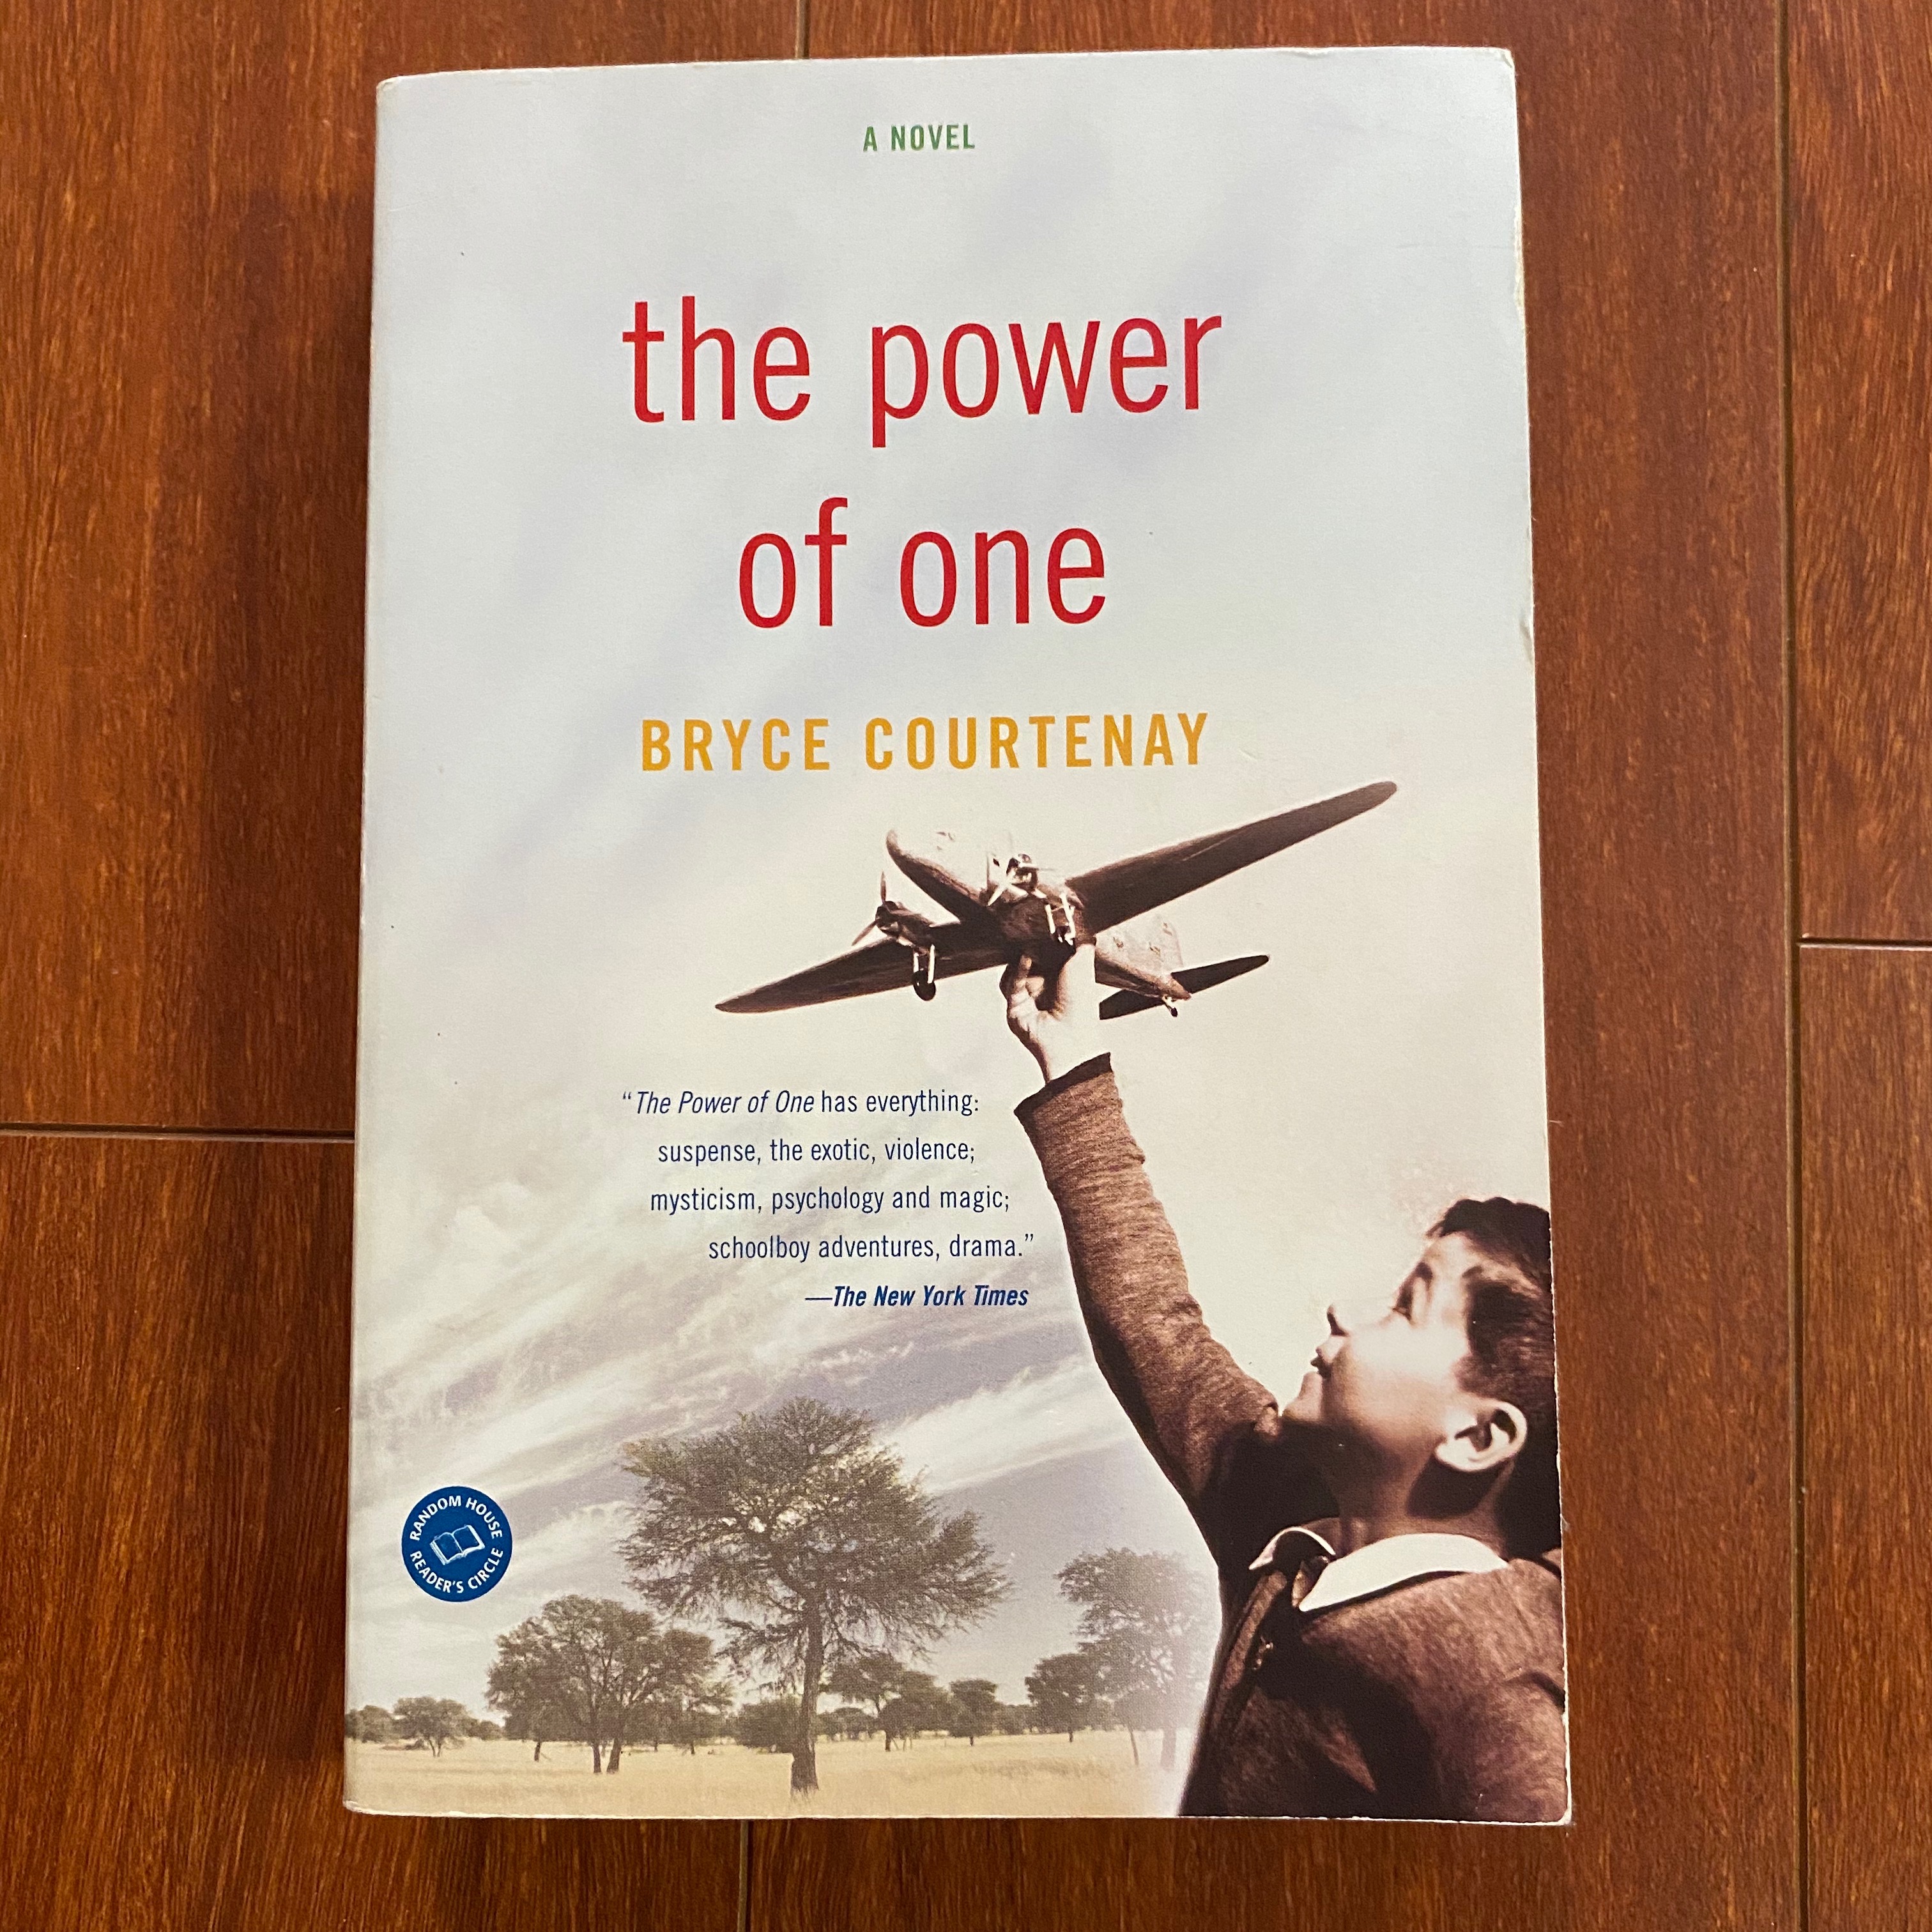 A NOVEL
the power
of one
BRYCE COURTENAY
“The Power of One has everything:
suspense, the exotic, violence;
mysticism, psychology and magic;
schoolboy adventures, drama.”
—The New York Times
RANDOM HOUSE
READER'S CIRCLE